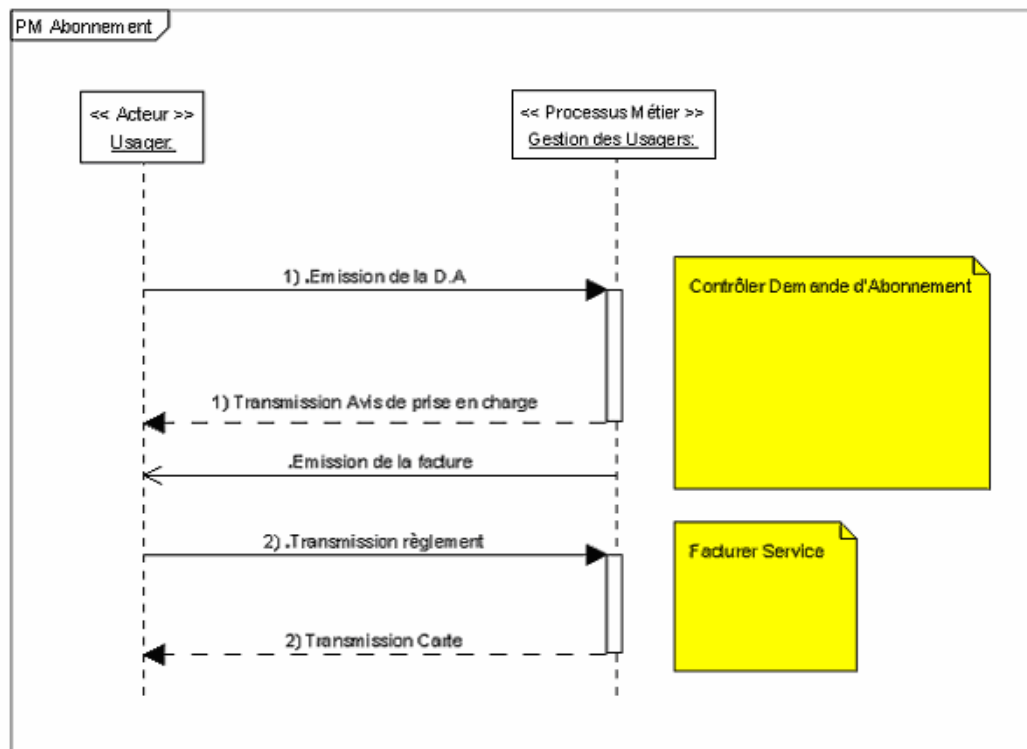 PM Abonnement
<< Acteur >>
Usager:
<< Processus Métier >>
Gestion des Usagers:
1) .Emission de la D.A
Contrôler Demande d'Abonnement
1) Transmission Avis de prise en charge
.Emission de la facture
2) .Transmission règlement
Facturer Service
2) Transmission Carte